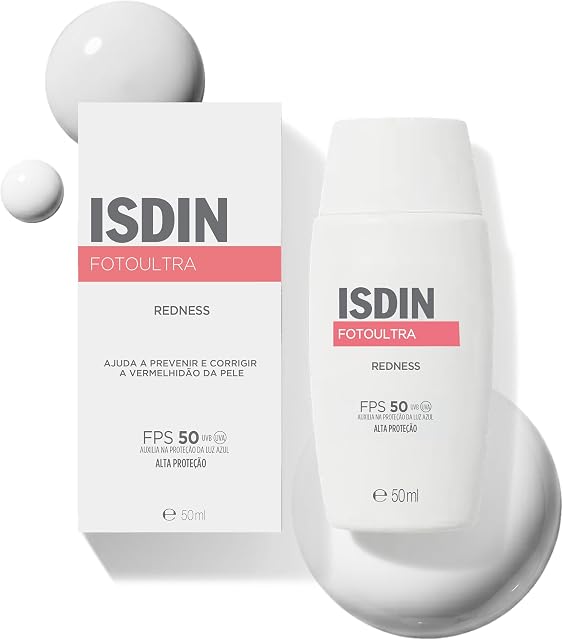 ISDIN
FOTOULTRA
REDNESS
AJUDA A PREVENIR E CORRIGIR
A VERMELHIDÃO DA PELE
FPS 50 UVB UVA
AUXILIA NA PROTEÇÃO DA LUZ AZUL
ALTA PROTEÇÃO
e 50ml
ISDIN
FOTOULTRA
REDNESS
FPS 50 UVB UVA
AUXILIA NA PROTEÇÃO DA LUZ AZUL
ALTA PROTEÇÃO
e 50ml